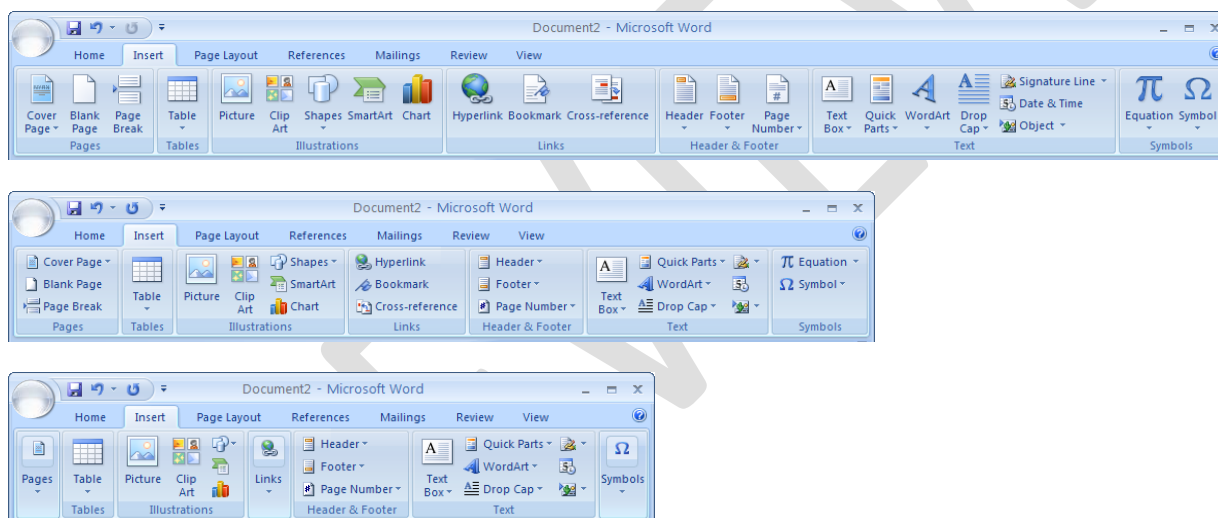 Document2 - Microsoft Word
Home Insert Page Layout References Mailings Review View
Cover Page Blank Page Page Break Table Picture Clip Art Shapes SmartArt Chart Hyperlink Bookmark Cross-reference Header Footer Page Number Text Box Quick Parts WordArt Drop Cap Signature Line Date & Time Object Equation Symbol
Pages Tables Illustrations Links Header & Footer Text Symbols
Document2 - Microsoft Word
Home Insert Page Layout References Mailings Review View
Cover Page Blank Page Page Break Table Picture Clip Art Shapes SmartArt Chart Hyperlink Bookmark Cross-reference Header Footer Page Number Text Box Quick Parts WordArt Drop Cap π Equation Ω Symbol
Pages Tables Illustrations Links Header & Footer Text Symbols
Document2 - Microsoft Word
Home Insert Page Layout References Mailings Review View
Pages Table Picture Clip Art Links Header Footer Page Number Text Box Quick Parts WordArt Drop Cap Symbols
Tables Illustrations Header & Footer Text